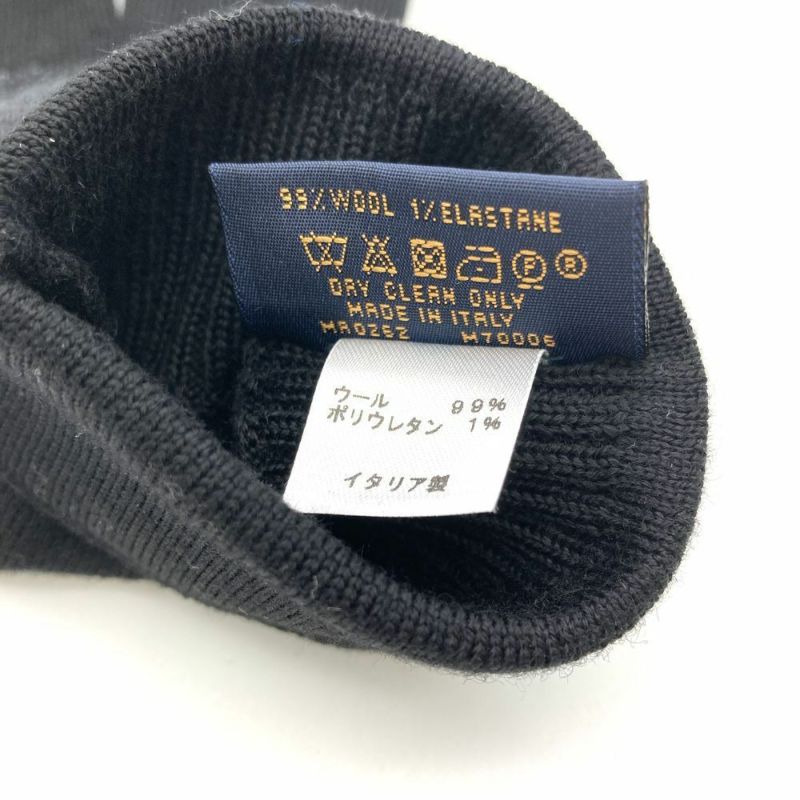 99% WOOL 1% ELASTANE
P R
DRY CLEAN ONLY
MADE IN ITALY
MA0262 M70006
ウール 99%
ポリウレタン 1%
イタリア製